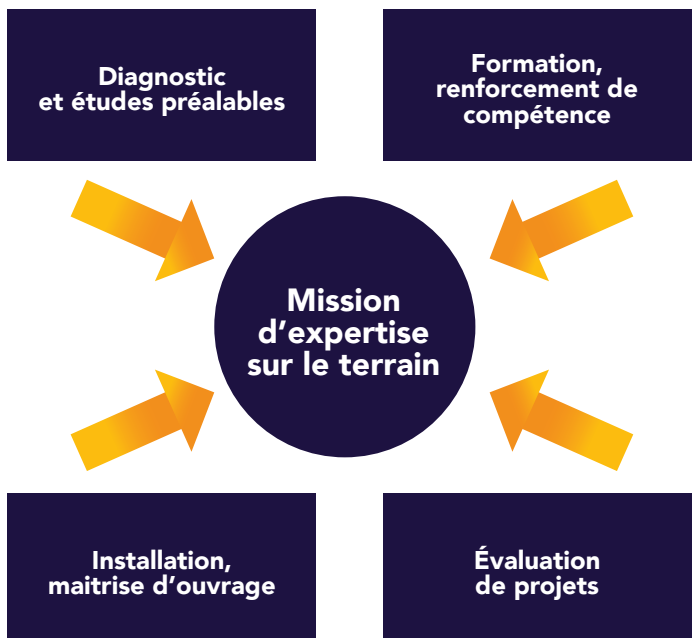 Diagnostic
et études préalables
Formation,
renforcement de
compétence
Mission
d’expertise
sur le terrain
Installation,
maitrise d’ouvrage
Évaluation
de projets